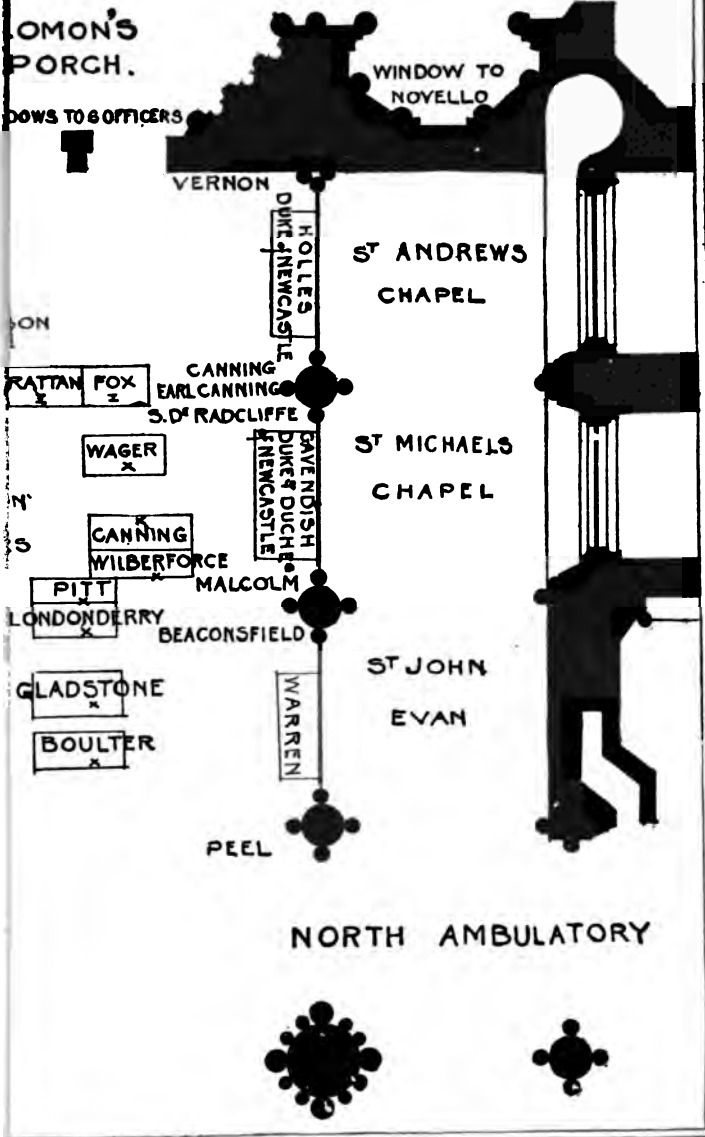 LOMON'S
PORCH.
WINDOW TO
NOVELLO
DOWS TO 6 OFFICERS
VERNON
HOLLES
DUKE of NEWCASTLE
ST ANDREWS
CHAPEL
SON
CANNING
EARL CANNING
S. DE RADCLIFFE
RATTAN
FOX
WAGER
CAVENDISH
DUKE & DUCHESS
of NEWCASTLE
ST MICHAELS
CHAPEL
N'
S
CANNING
WILBERFORCE
PITT
MALCOLM
LONDONDERRY
BEACONSFIELD
ST JOHN
EVAN
GLADSTONE
WARREN
BOULTER
PEEL
NORTH AMBULATORY